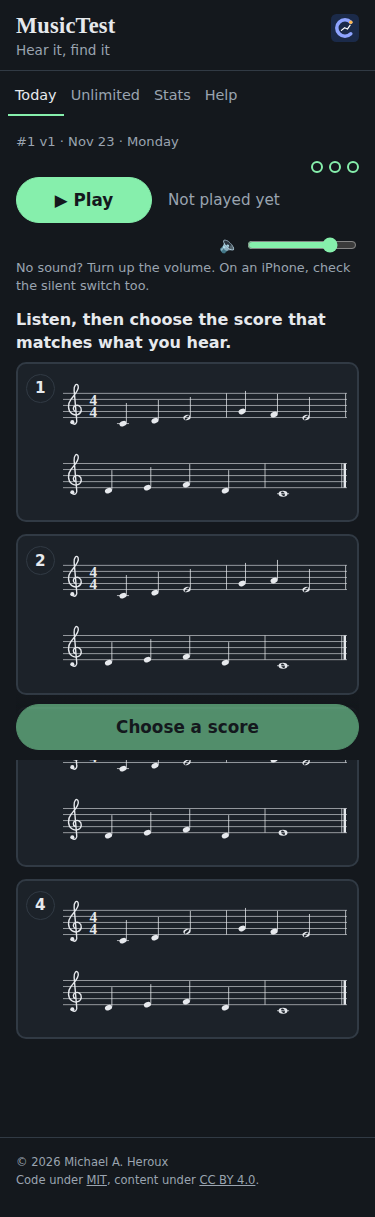 MusicTest
Hear it, find it
Today Unlimited Stats Help
#1 v1 · Nov 23 · Monday
▶ Play Not played yet
No sound? Turn up the volume. On an iPhone, check
the silent switch too.
Listen, then choose the score that
matches what you hear.
1
4
4
2
4
4
Choose a score
4
4
4
© 2026 Michael A. Heroux
Code under MIT, content under CC BY 4.0.